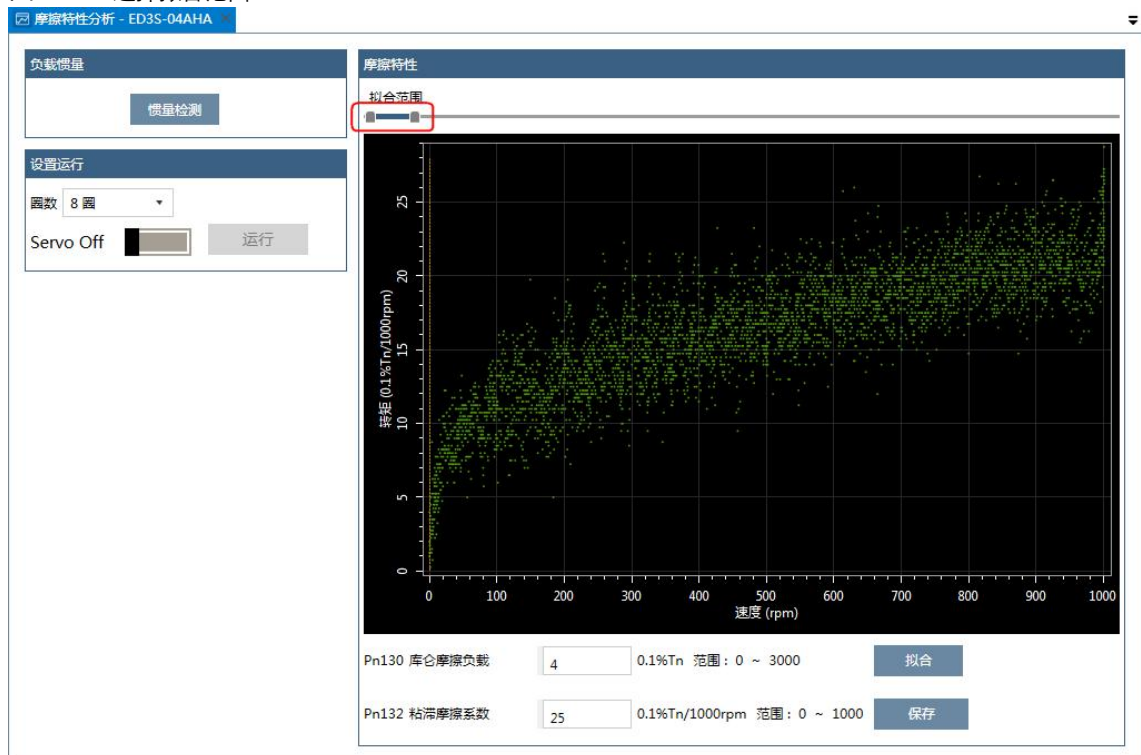 摩擦特性分析 - ED3S-04AHA ×
负载惯量
惯量检测
设置运行
圈数 8 圈
Servo Off 运行
摩擦特性
拟合范围
转矩 (0.1%Tn/1000rpm)
25
20
15
10
5
0
0 100 200 300 400 500 600 700 800 900 1000
速度 (rpm)
Pn130 库仑摩擦负载 4 0.1%Tn 范围：0 ~ 3000 拟合
Pn132 粘滞摩擦系数 25 0.1%Tn/1000rpm 范围：0 ~ 1000 保存